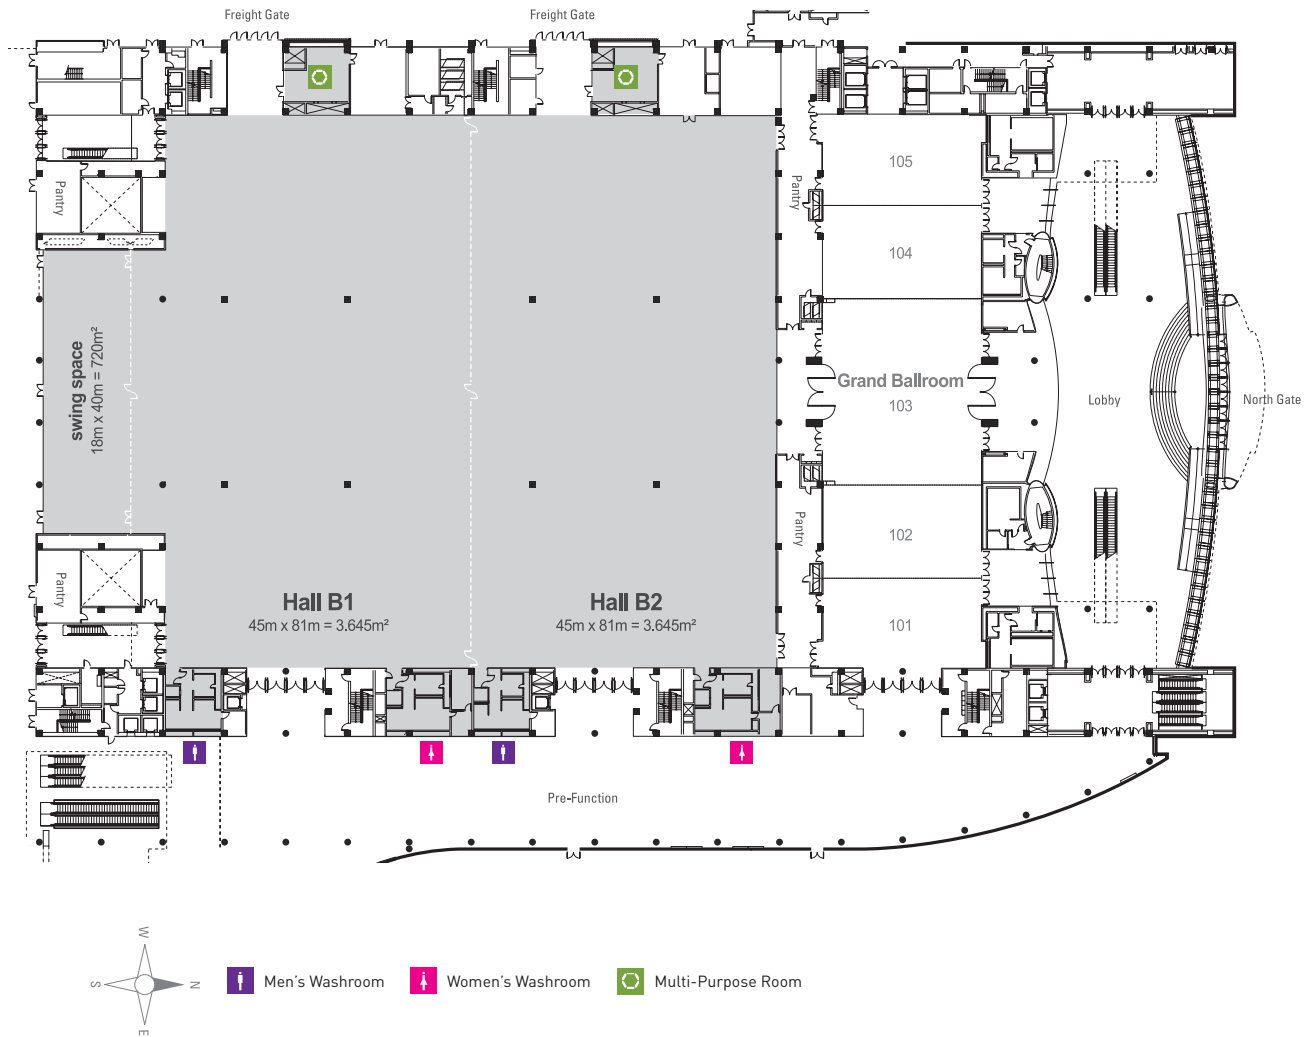 Freight Gate
Freight Gate
Pantry
Pantry
105
104
swing space
18m x 40m = 720m²
Grand Ballroom
103
Lobby
North Gate
Pantry
102
Pantry
Hall B1
45m x 81m = 3.645m²
Hall B2
45m x 81m = 3.645m²
101
Pre-Function
W
S
N
E
Men's Washroom
Women's Washroom
Multi-Purpose Room